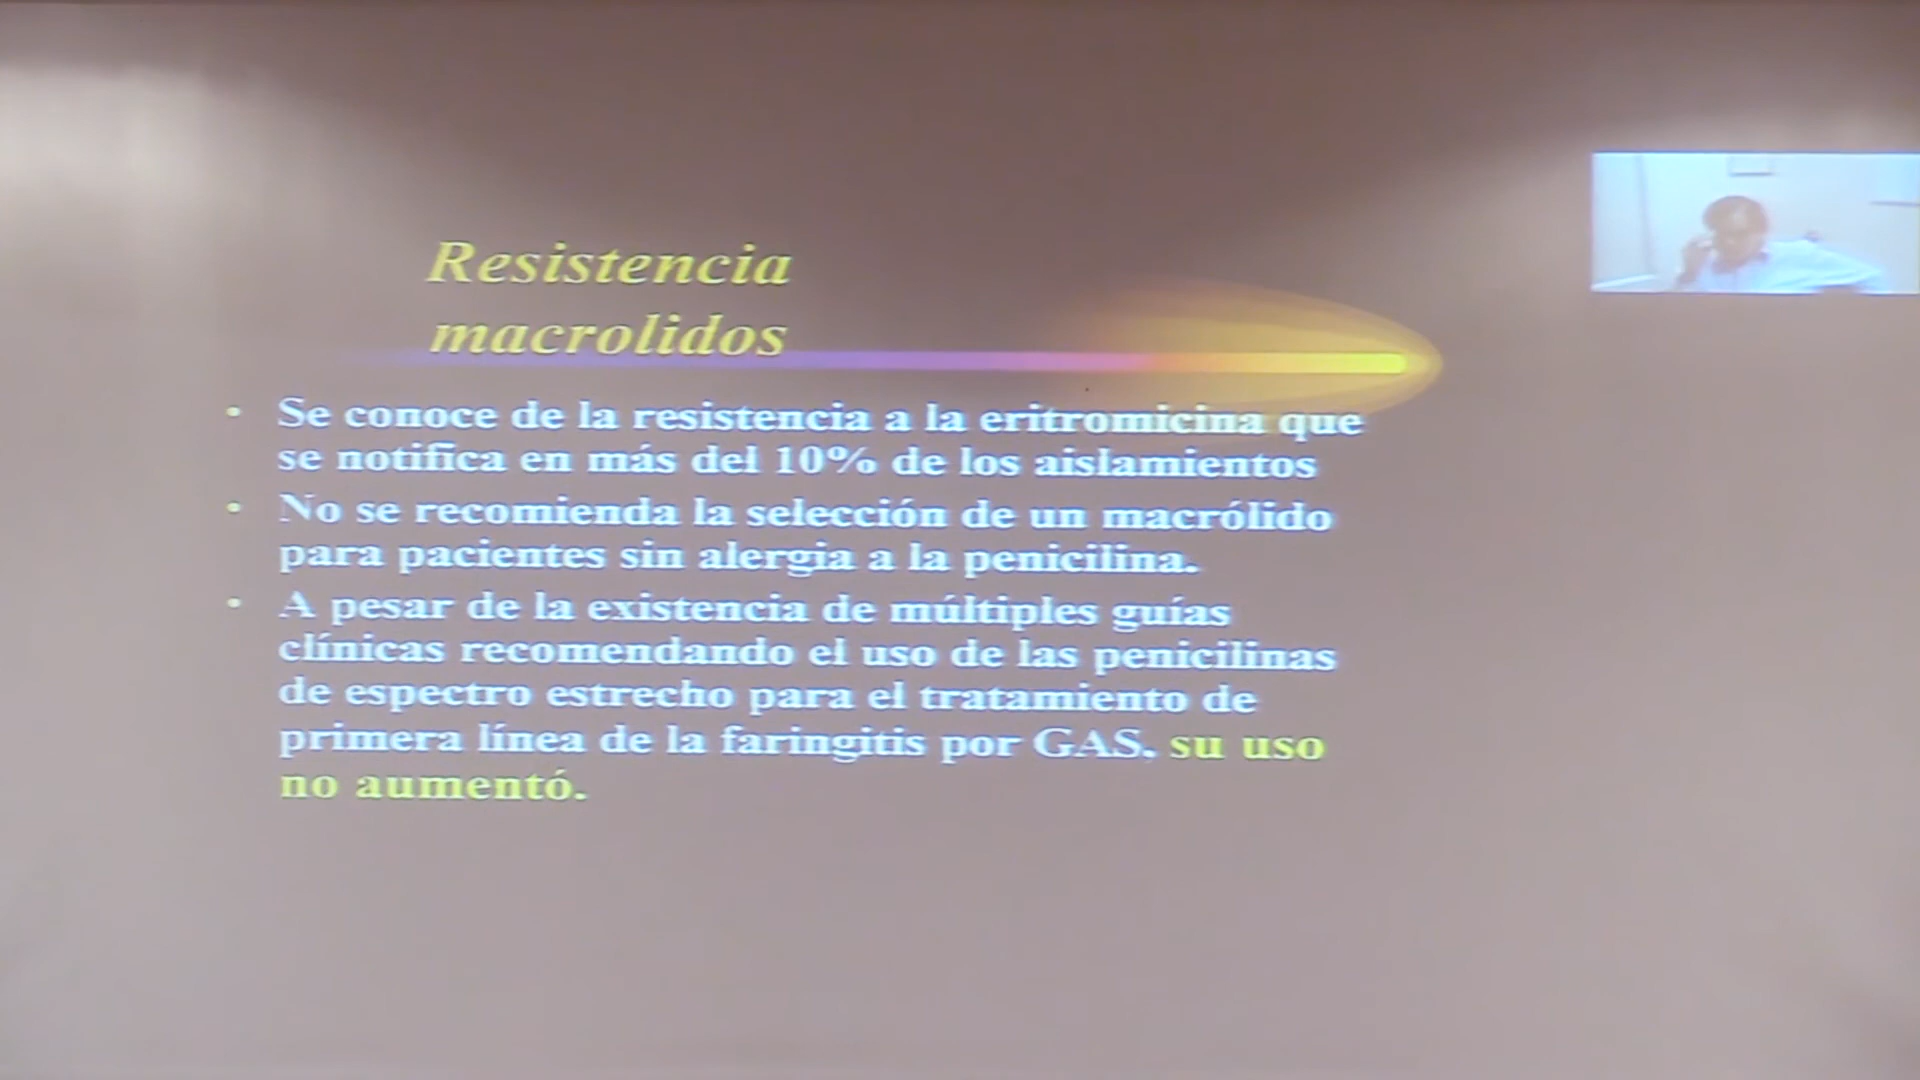 Resistencia
macrolidos
• Se conoce de la resistencia a la eritromicina que
se notifica en más del 10% de los aislamientos
• No se recomienda la selección de un macrólido
para pacientes sin alergia a la penicilina.
• A pesar de la existencia de múltiples guías
clínicas recomendando el uso de las penicilinas
de espectro estrecho para el tratamiento de
primera línea de la faringitis por GAS, su uso
no aumentó.